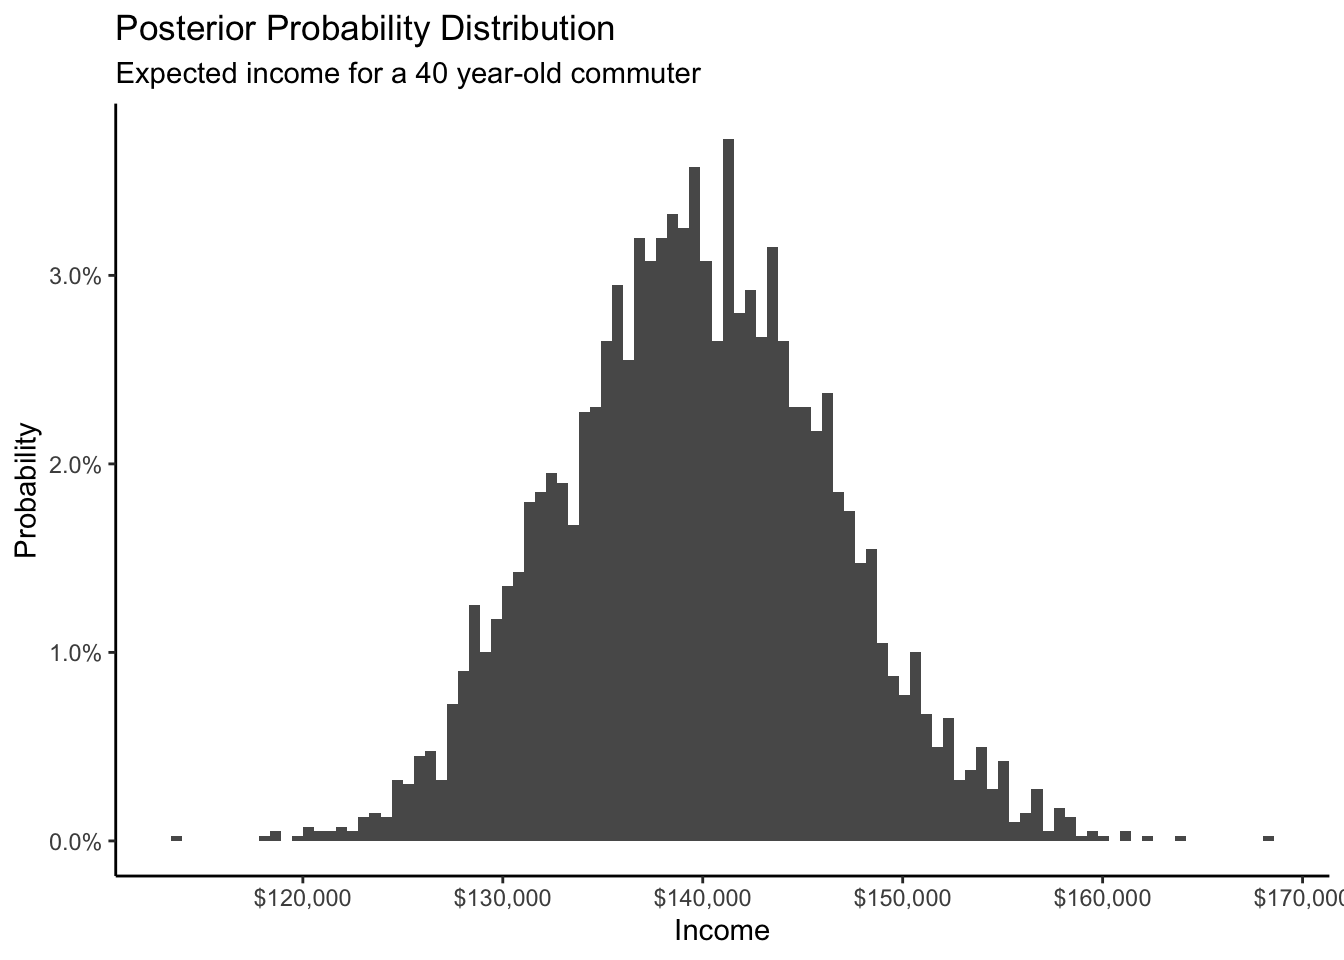 Posterior Probability Distribution
Expected income for a 40 year-old commuter
Probability
3.0%
2.0%
1.0%
0.0%
$120,000 $130,000 $140,000 $150,000 $160,000 $170,000
Income